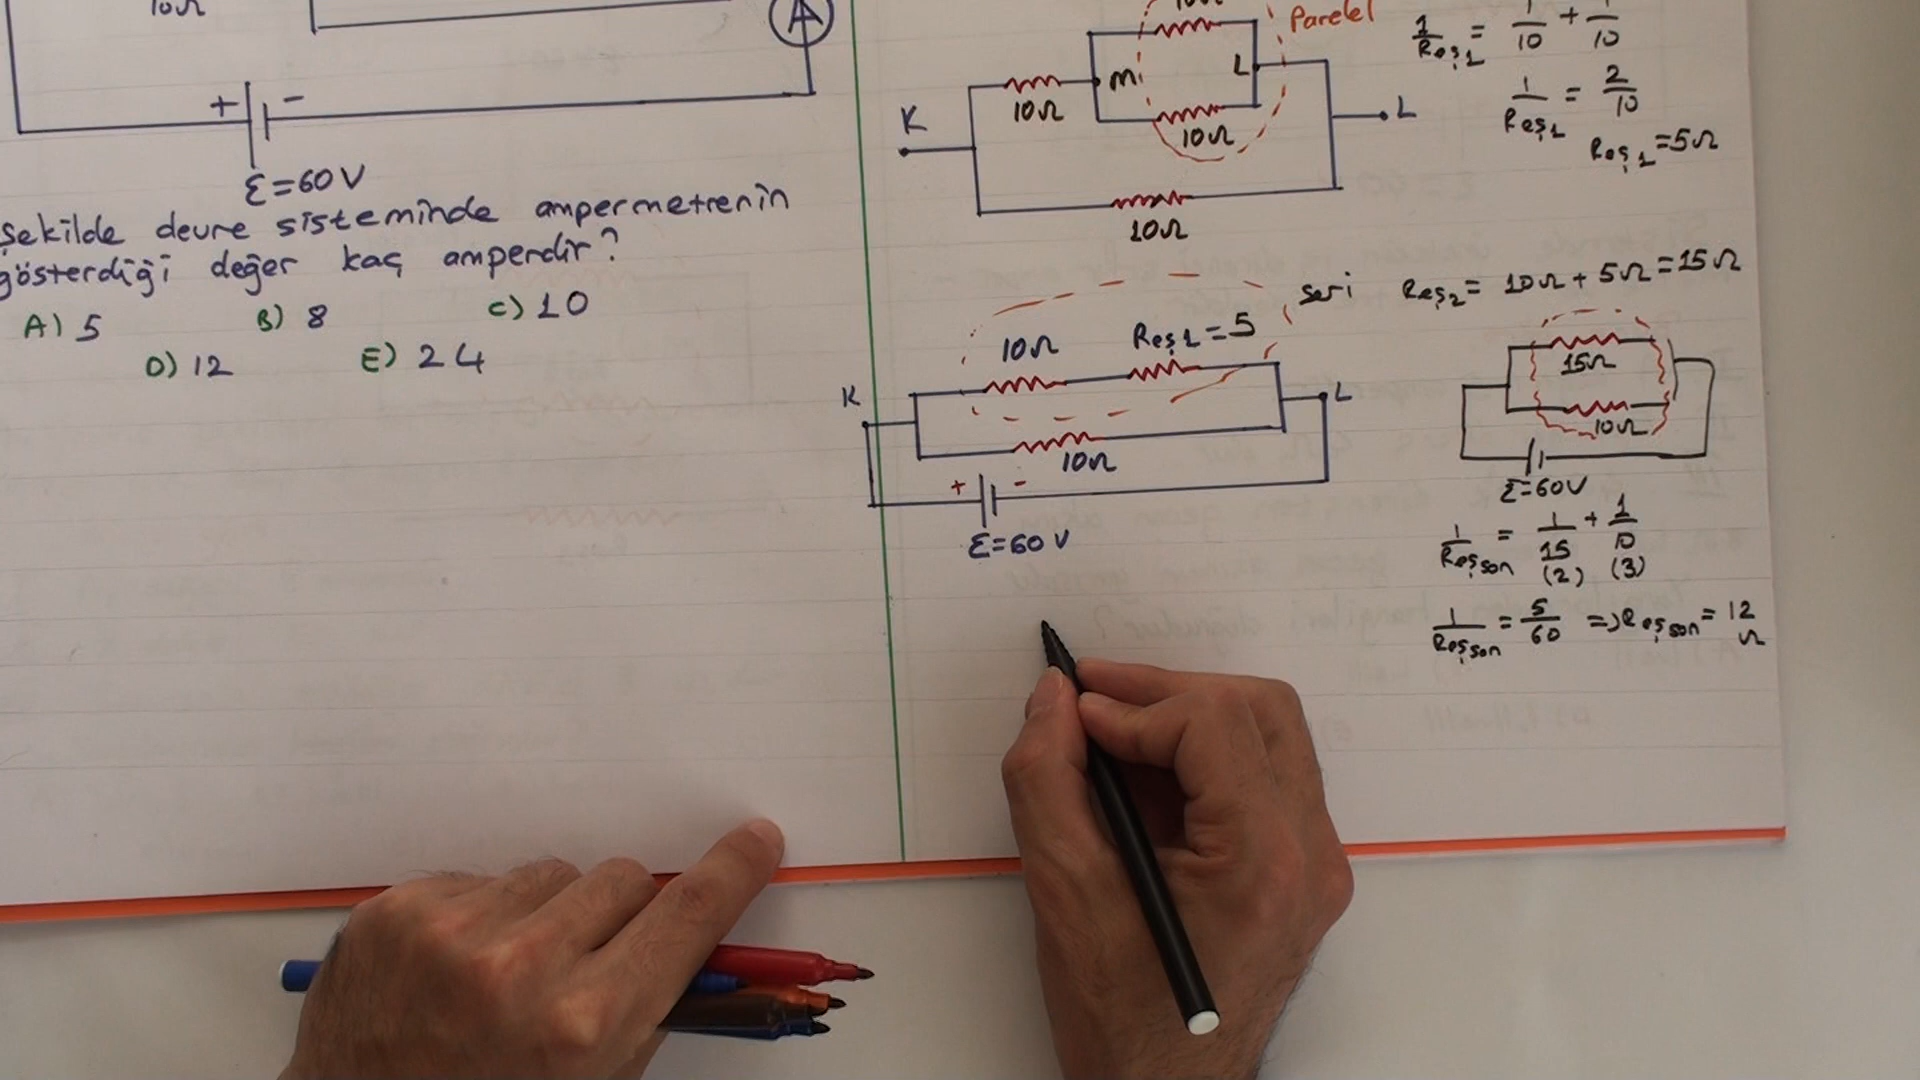 10Ω
A
+ -
Ɛ=60V
Şekilde devre sisteminde ampermetrenin
gösterdiği değer kaç amperdir?
A) 5 B) 8 C) 10
D) 12 E) 24
10Ω
Parelel
K 10Ω m L L
10Ω
10Ω
1/Reş1 = 1/10 + 1/10
1/Reş1 = 2/10
Reş1=5Ω
seri Reş2= 10Ω + 5Ω=15Ω
10Ω Reş1=5
K L
10Ω
+ -
Ɛ=60V
15Ω
10Ω
Ɛ=60V
1/Reşson = 1/15 + 1/10
(2) (3)
1/Reşson = 5/60 => Reşson = 12
Ω